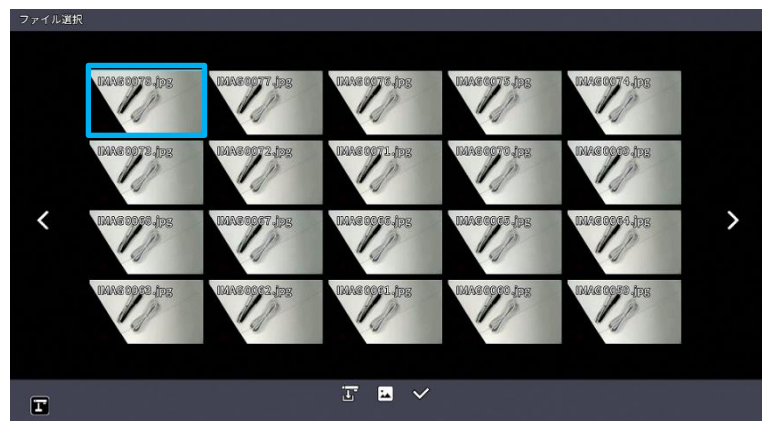 ファイル選択
IMAG0078.jpg IMAG0077.jpg IMAG0076.jpg IMAG0075.jpg IMAG0074.jpg
IMAG0073.jpg IMAG0072.jpg IMAG0071.jpg IMAG0070.jpg IMAG0069.jpg
IMAG0068.jpg IMAG0067.jpg IMAG0066.jpg IMAG0065.jpg IMAG0064.jpg
IMAG0063.jpg IMAG0062.jpg IMAG0061.jpg IMAG0060.jpg IMAG0059.jpg